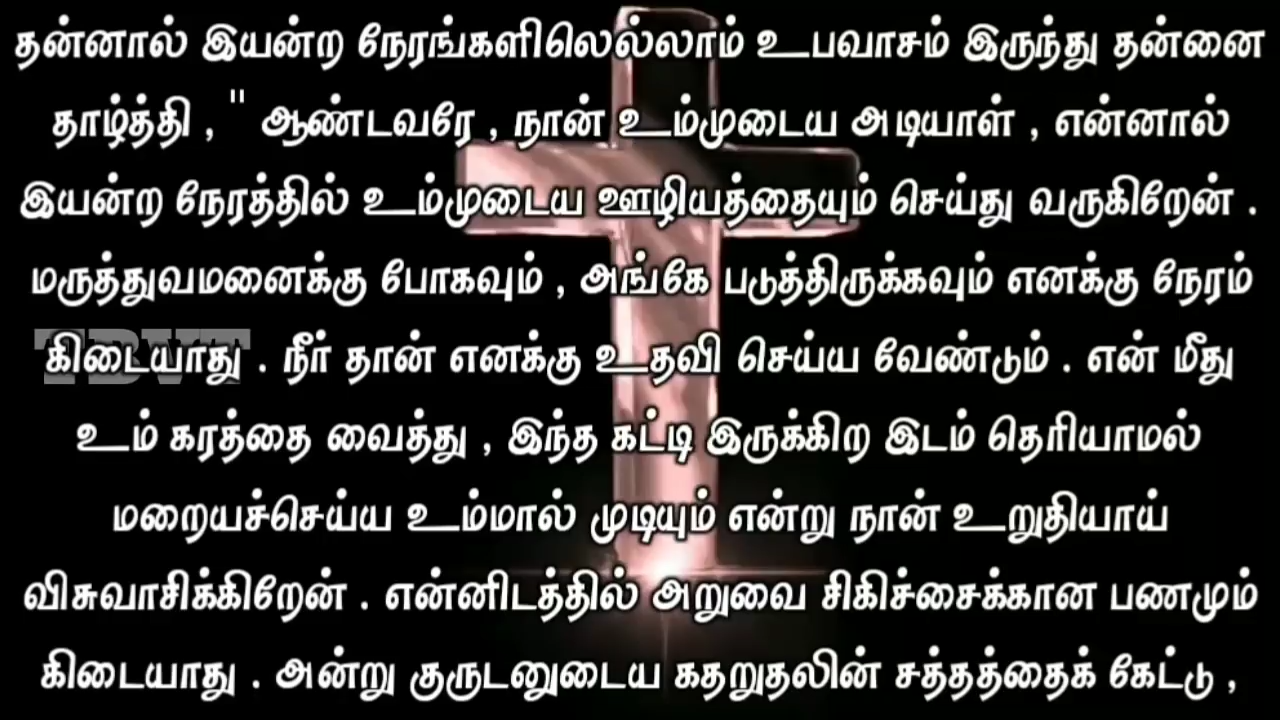 தன்னால் இயன்ற நேரங்களிலெல்லாம் உபவாசம் இருந்து தன்னை
தாழ்த்தி , " ஆண்டவரே , நான் உம்முடைய அடியாள் , என்னால்
இயன்ற நேரத்தில் உம்முடைய ஊழியத்தையும் செய்து வருகிறேன் .
மருத்துவமனைக்கு போகவும் , அங்கே படுத்திருக்கவும் எனக்கு நேரம்
கிடையாது . நீர் தான் எனக்கு உதவி செய்ய வேண்டும் . என் மீது
உம் கரத்தை வைத்து , இந்த கட்டி இருக்கிற இடம் தெரியாமல்
மறையச்செய்ய உம்மால் முடியும் என்று நான் உறுதியாய்
விசுவாசிக்கிறேன் . என்னிடத்தில் அறுவை சிகிச்சைக்கான பணமும்
கிடையாது . அன்று குருடனுடைய கதறுதலின் சத்தத்தைக் கேட்டு ,